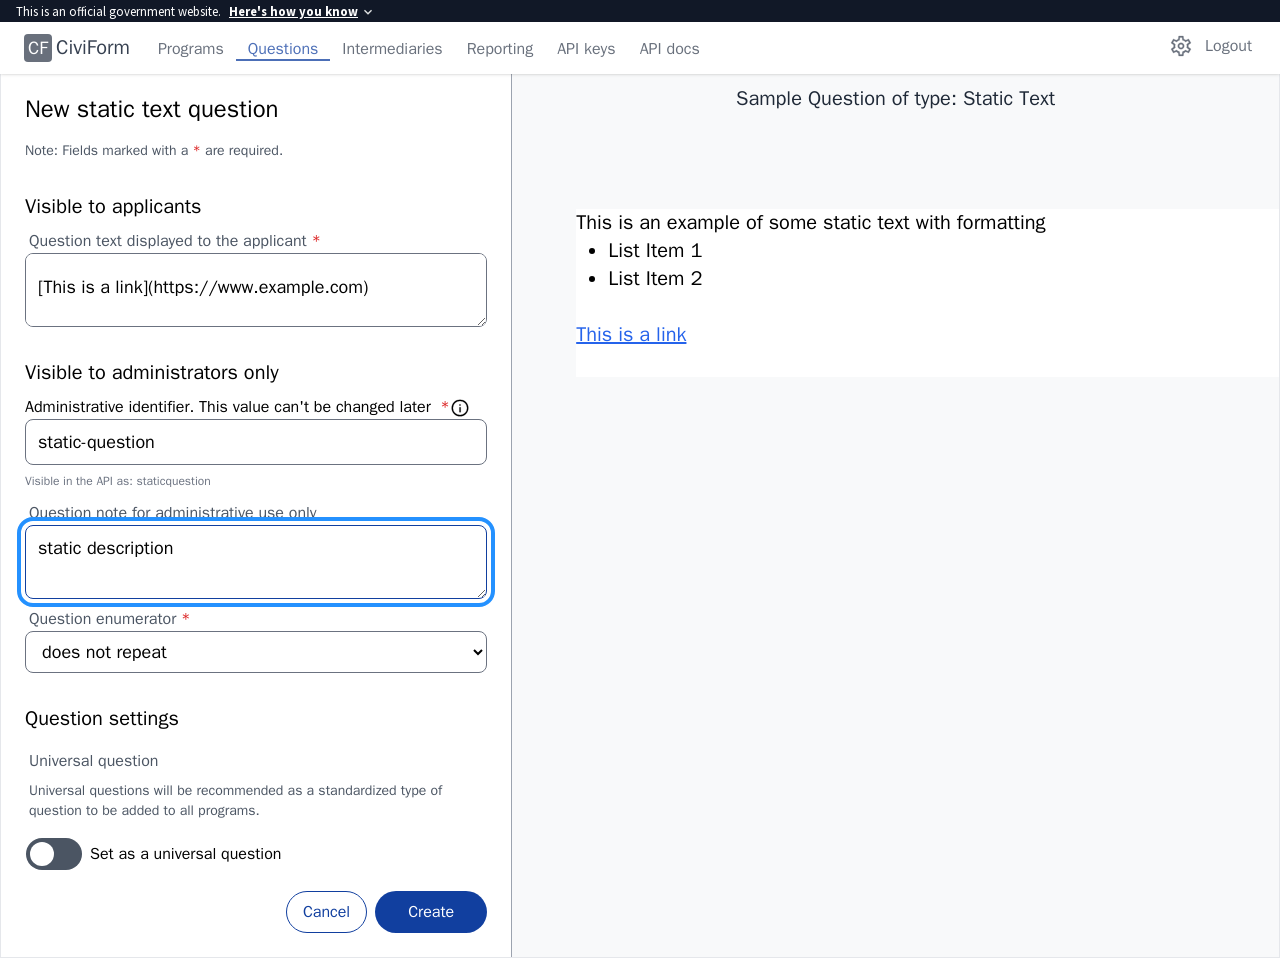 This is an official government website. Here's how you know
CF CiviForm Programs Questions Intermediaries Reporting API keys API docs Logout
New static text question
Note: Fields marked with a * are required.
Visible to applicants
Question text displayed to the applicant *
[This is a link](https://www.example.com)
Visible to administrators only
Administrative identifier. This value can't be changed later *
static-question
Visible in the API as: staticquestion
Question note for administrative use only
static description
Question enumerator *
does not repeat
Question settings
Universal question
Universal questions will be recommended as a standardized type of
question to be added to all programs.
Set as a universal question
Cancel Create
Sample Question of type: Static Text
This is an example of some static text with formatting
• List Item 1
• List Item 2
This is a link